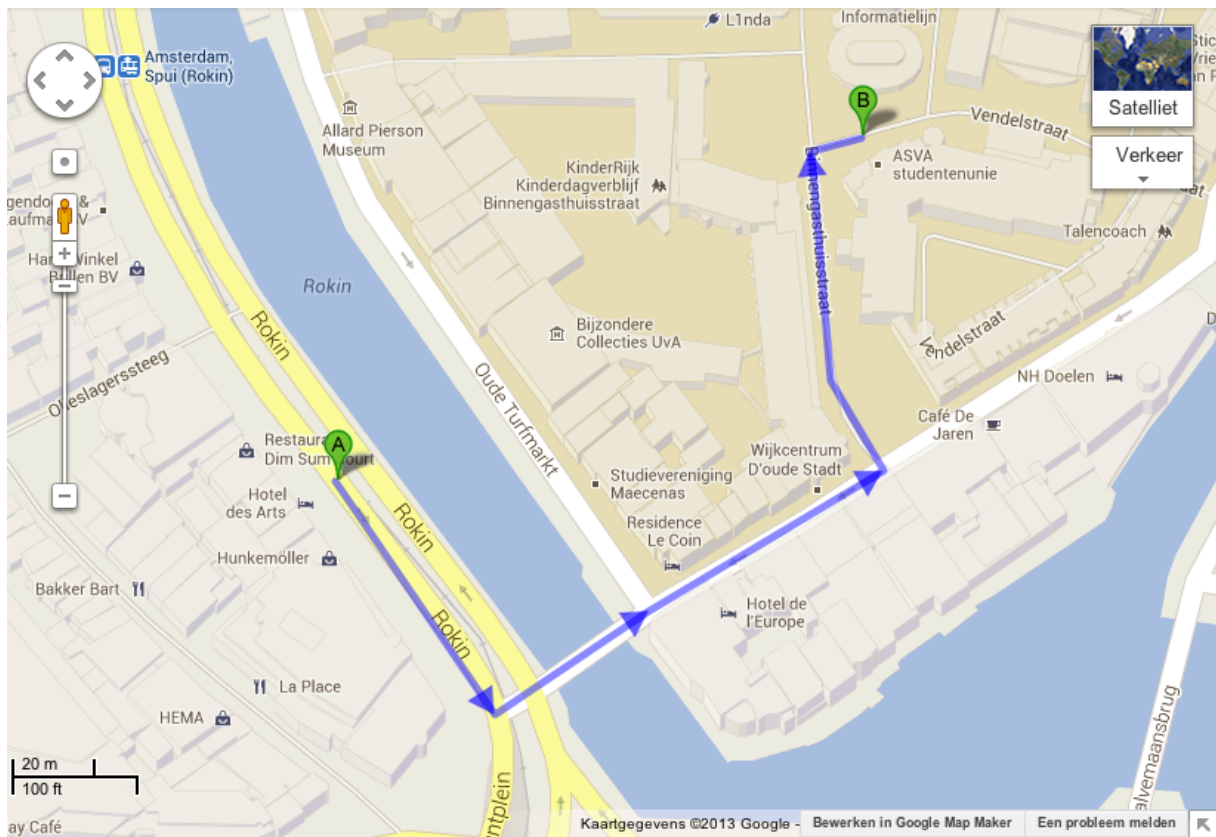 L1nda
Informatielijn
Amsterdam,
Spui (Rokin)
Satelliet
Verkeer
B
Vendelstraat
Allard Pierson
Museum
KinderRijk
Kinderdagverblijf
Binnengasthuisstraat
ASVA
studentenunie
Binnengasthuisstraat
Talencoach
Rokin
Rokin
Bijzondere
Collecties UvA
Vendelstraat
NH Doelen
Olieslagerssteeg
Oude Turfmarkt
Café De
Jaren
A
Dim Sum
Hotel
des Arts
Wijkcentrum
D'oude Stadt
Studievereniging
Maecenas
Rokin
Residence
Le Coin
Hunkemöller
Bakker Bart
Hotel de
l'Europe
Rokin
La Place
HEMA
20 m
100 ft
Kaartgegevens ©2013 Google -
Bewerken in Google Map Maker
Een probleem melden